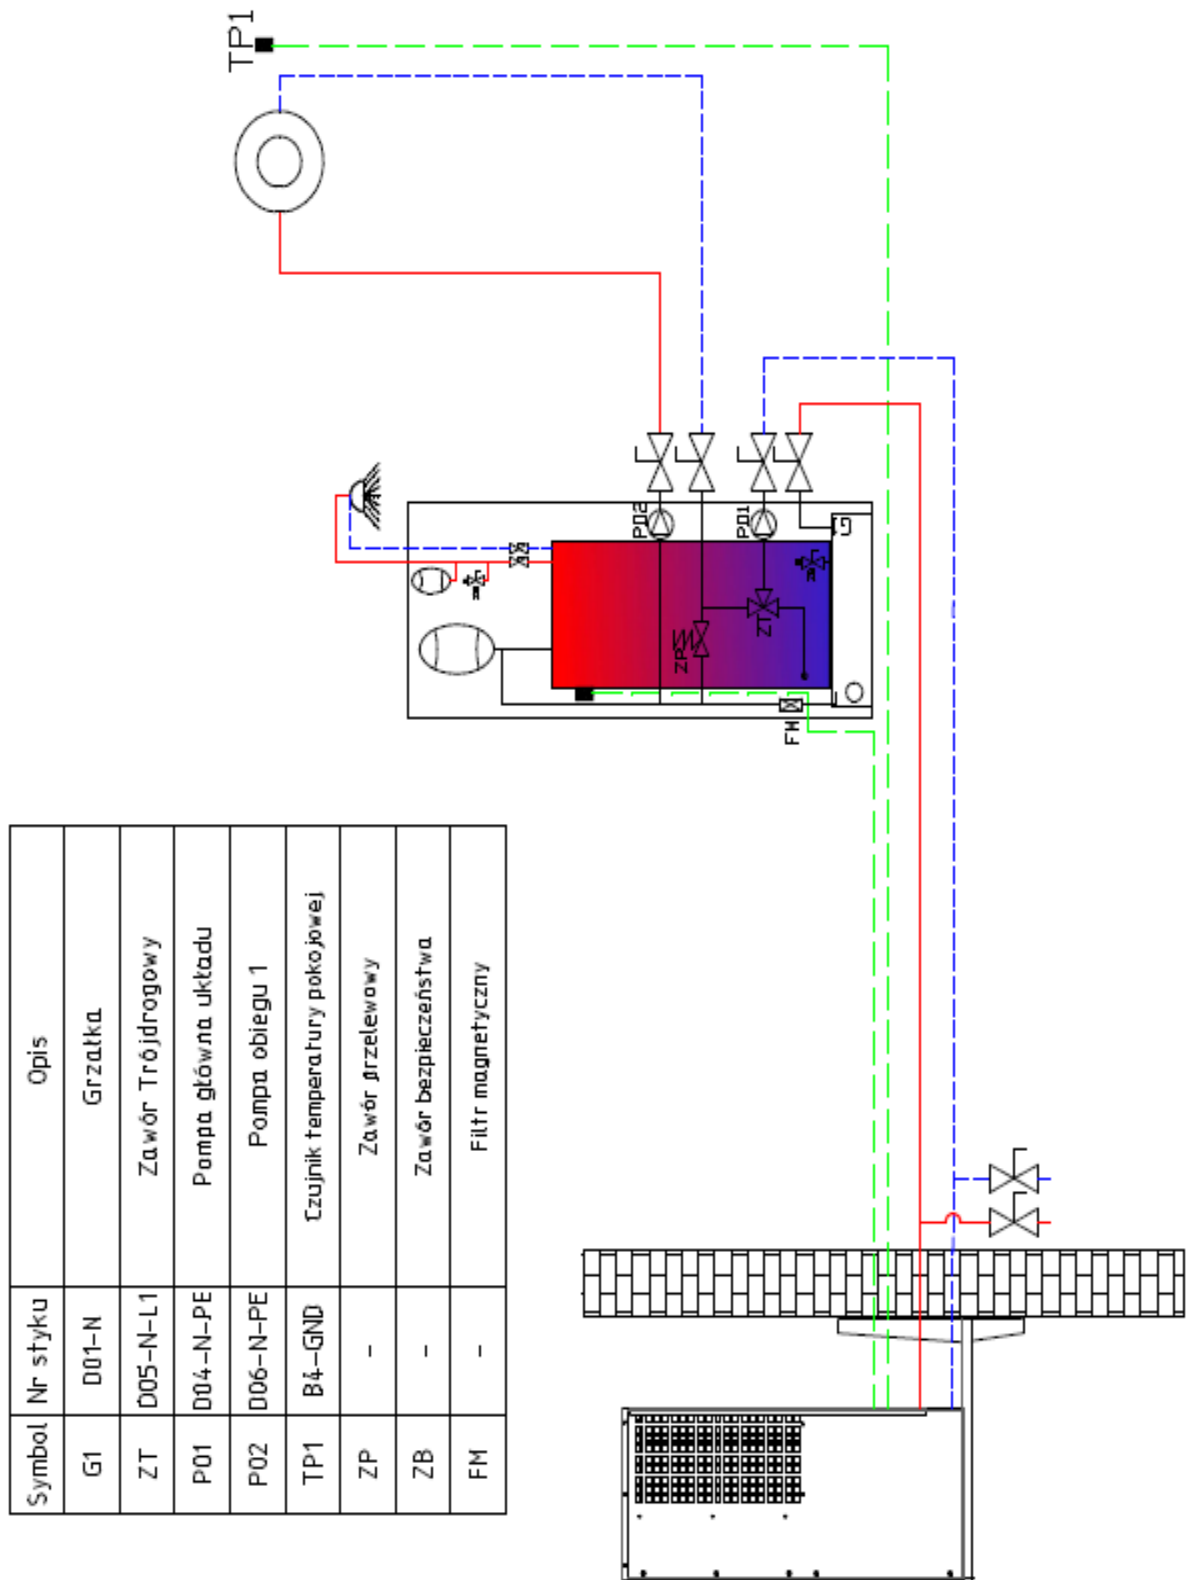 TP1
P02
P01
G
ZP
ZT
FM
Symbol Nr styku Opis
G1 D01-N Grzałka
ZT D05-N-L1 Zawór Trójdrogowy
P01 D04-N-PE Pompa główna układu
P02 D06-N-PE Pompa obiegu 1
TP1 B4-GND Czujnik temperatury pokojowej
ZP - Zawór przelewowy
ZB - Zawór bezpieczeństwa
FM - Filtr magnetyczny